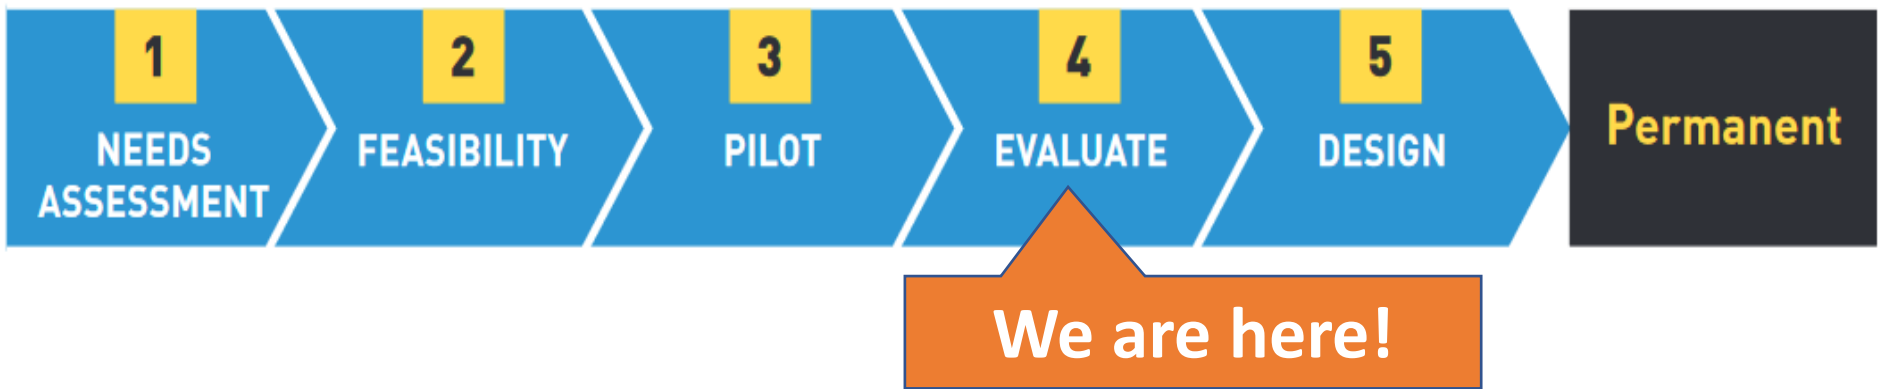 1
NEEDS
ASSESSMENT
2
FEASIBILITY
3
PILOT
4
EVALUATE
5
DESIGN
Permanent
We are here!